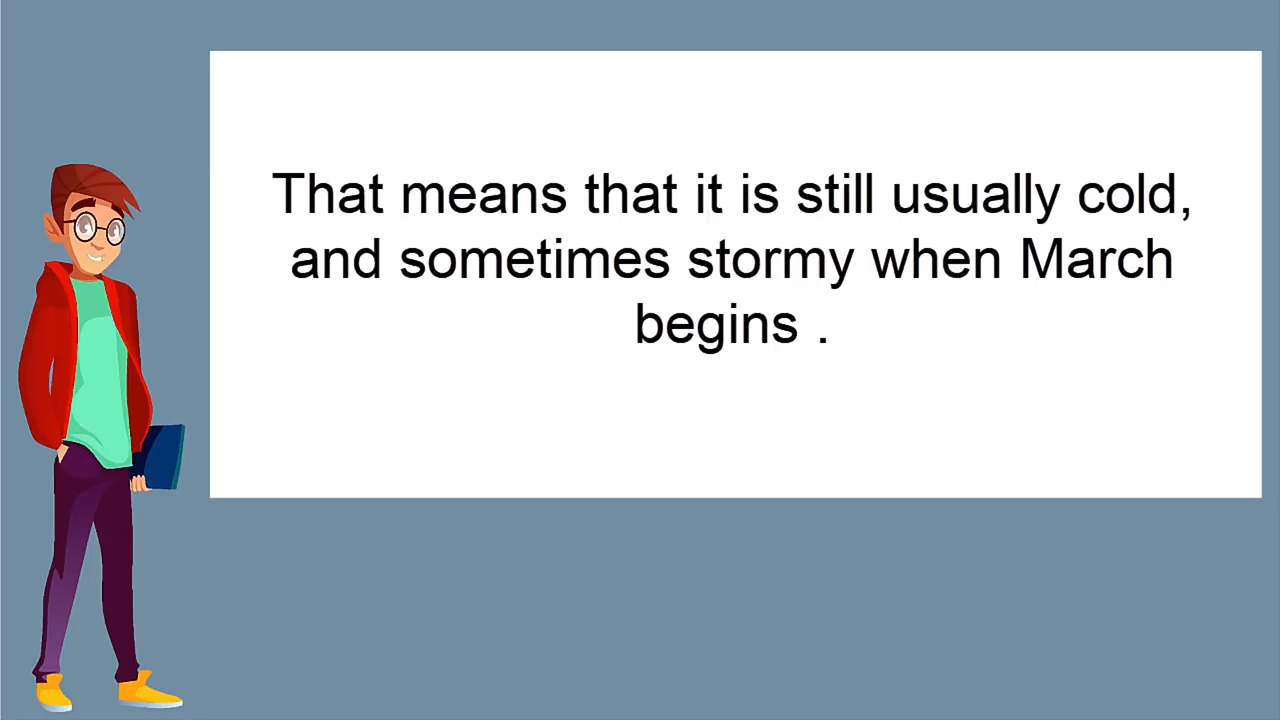 That means that it is still usually cold,
and sometimes stormy when March
begins .